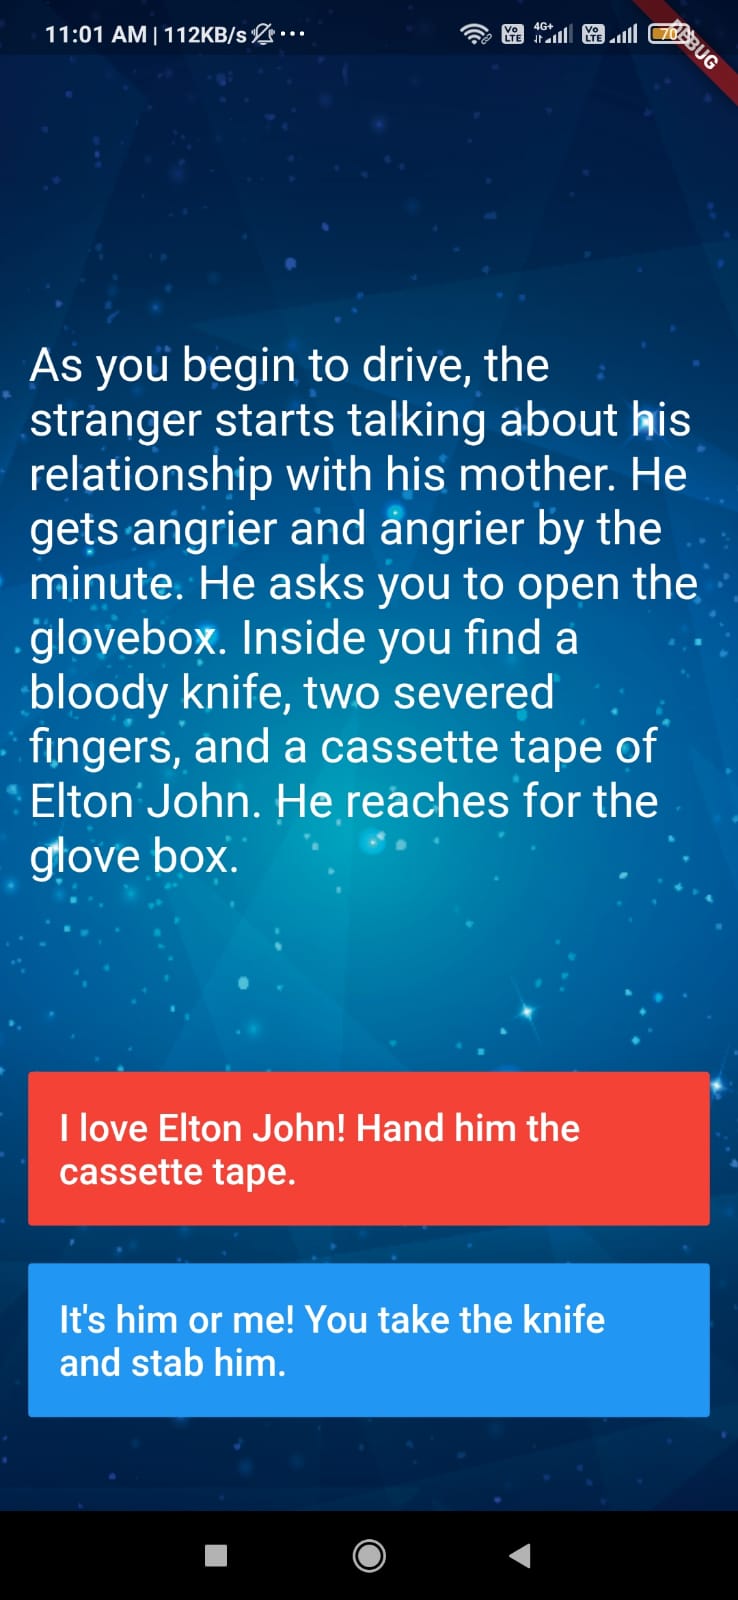 11:01 AM | 112KB/s ...
Vo LTE 4G+ Vo LTE 70
DEBUG
As you begin to drive, the
stranger starts talking about his
relationship with his mother. He
gets angrier and angrier by the
minute. He asks you to open the
glovebox. Inside you find a
bloody knife, two severed
fingers, and a cassette tape of
Elton John. He reaches for the
glove box.
I love Elton John! Hand him the
cassette tape.
It's him or me! You take the knife
and stab him.